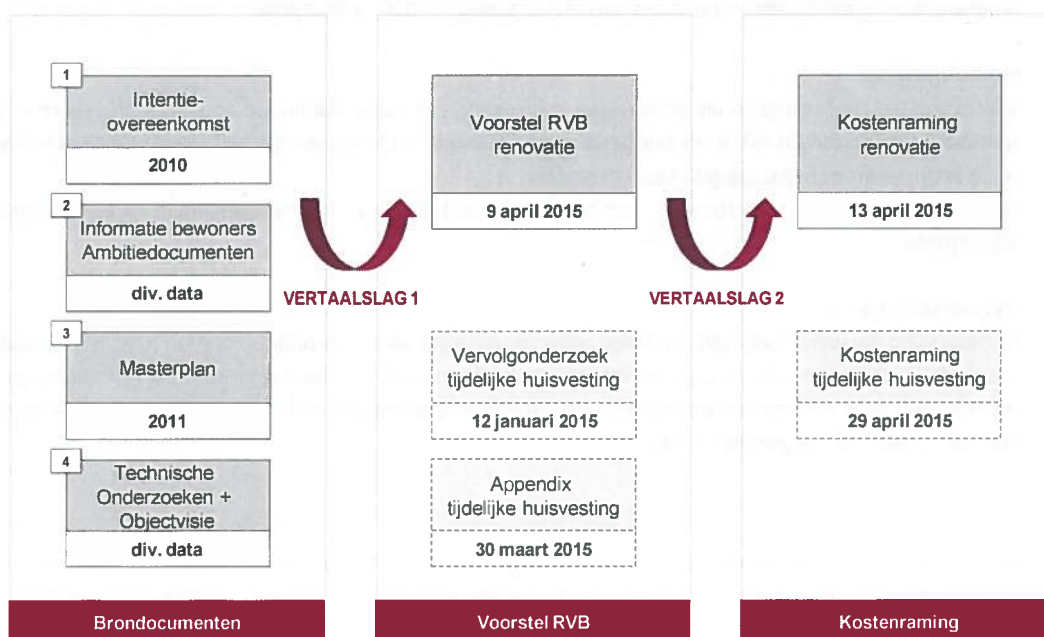 1
Intentie-
overeenkomst
2010
2
Informatie bewoners
Ambitiedocumenten
div. data
3
Masterplan
2011
4
Technische
Onderzoeken +
Objectvisie
div. data
Brondocumenten
VERTAALSLAG 1
Voorstel RVB
renovatie
9 april 2015
Vervolgonderzoek
tijdelijke huisvesting
12 januari 2015
Appendix
tijdelijke huisvesting
30 maart 2015
Voorstel RVB
VERTAALSLAG 2
Kostenraming
renovatie
13 april 2015
Kostenraming
tijdelijke huisvesting
29 april 2015
Kostenraming